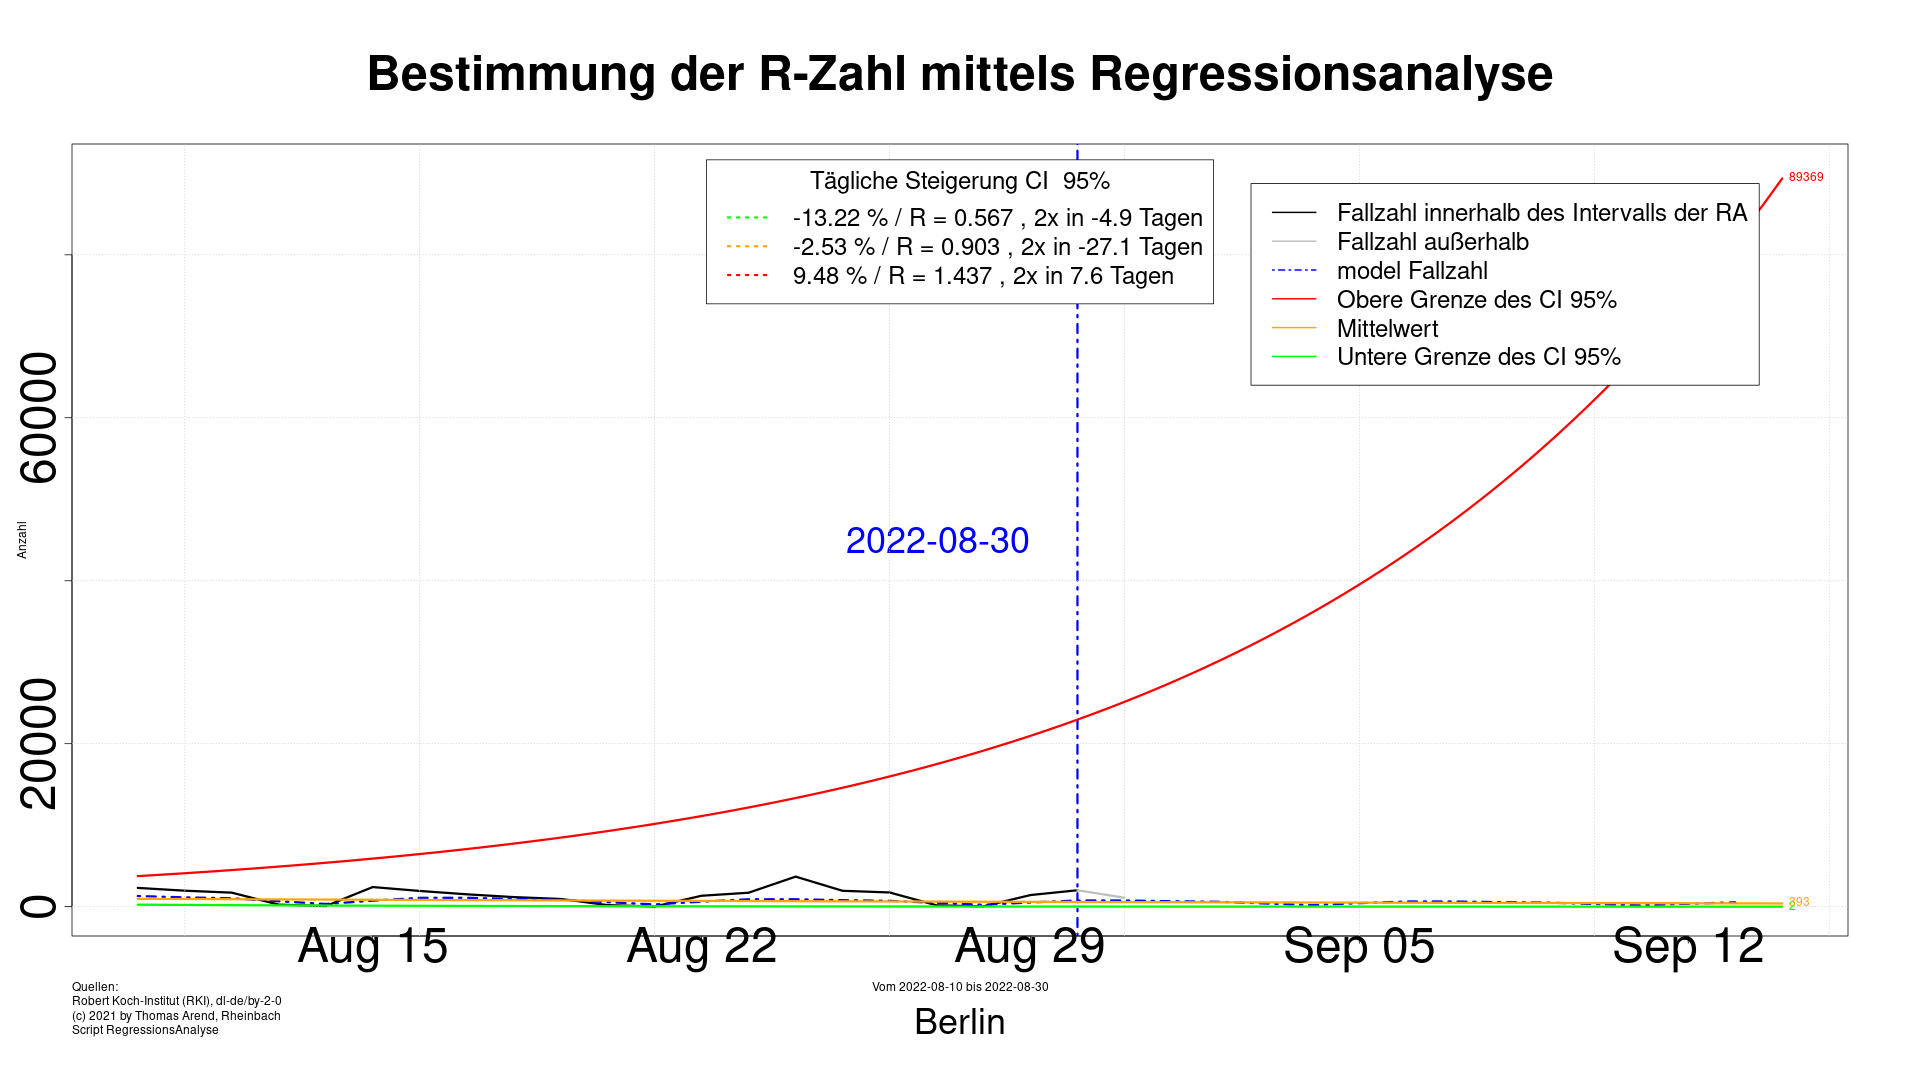 Bestimmung der R-Zahl mittels Regressionsanalyse
Tägliche Steigerung CI  95%
-13.22 % / R = 0.567 , 2x in -4.9 Tagen
-2.53 % / R = 0.903 , 2x in -27.1 Tagen
9.48 % / R = 1.437 , 2x in 7.6 Tagen
89369
Fallzahl innerhalb des Intervalls der RA
Fallzahl außerhalb
model Fallzahl
Obere Grenze des CI 95%
Mittelwert
Untere Grenze des CI 95%
60000
20000
0
Anzahl
2022-08-30
393
2
Aug 15
Aug 22
Aug 29
Sep 05
Sep 12
Quellen:
Robert Koch-Institut (RKI), dl-de/by-2-0
(c) 2021 by Thomas Arend, Rheinbach
Script RegressionsAnalyse
Vom 2022-08-10 bis 2022-08-30
Berlin